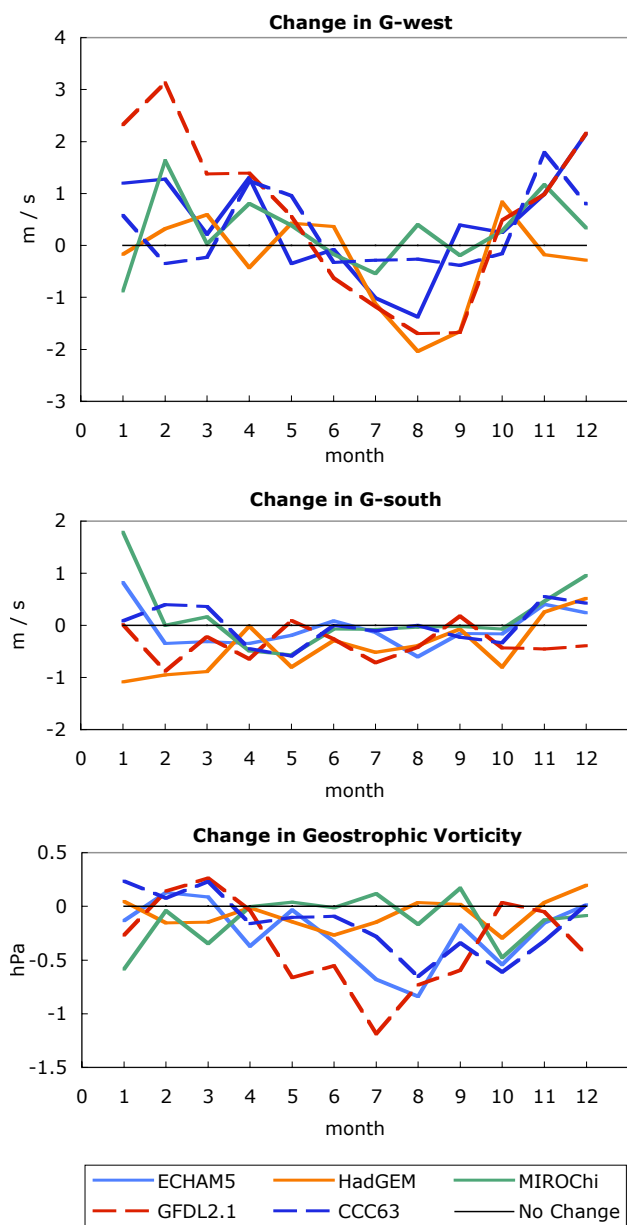 Change in G-west
4
3
2
1
0
-1
-2
-3
m / s
0 1 2 3 4 5 6 7 8 9 10 11 12
month
Change in G-south
2
1
0
-1
-2
m / s
0 1 2 3 4 5 6 7 8 9 10 11 12
month
Change in Geostrophic Vorticity
0.5
0
-0.5
-1
-1.5
hPa
0 1 2 3 4 5 6 7 8 9 10 11 12
month
ECHAM5 HadGEM MIROChi
GFDL2.1 CCC63 No Change